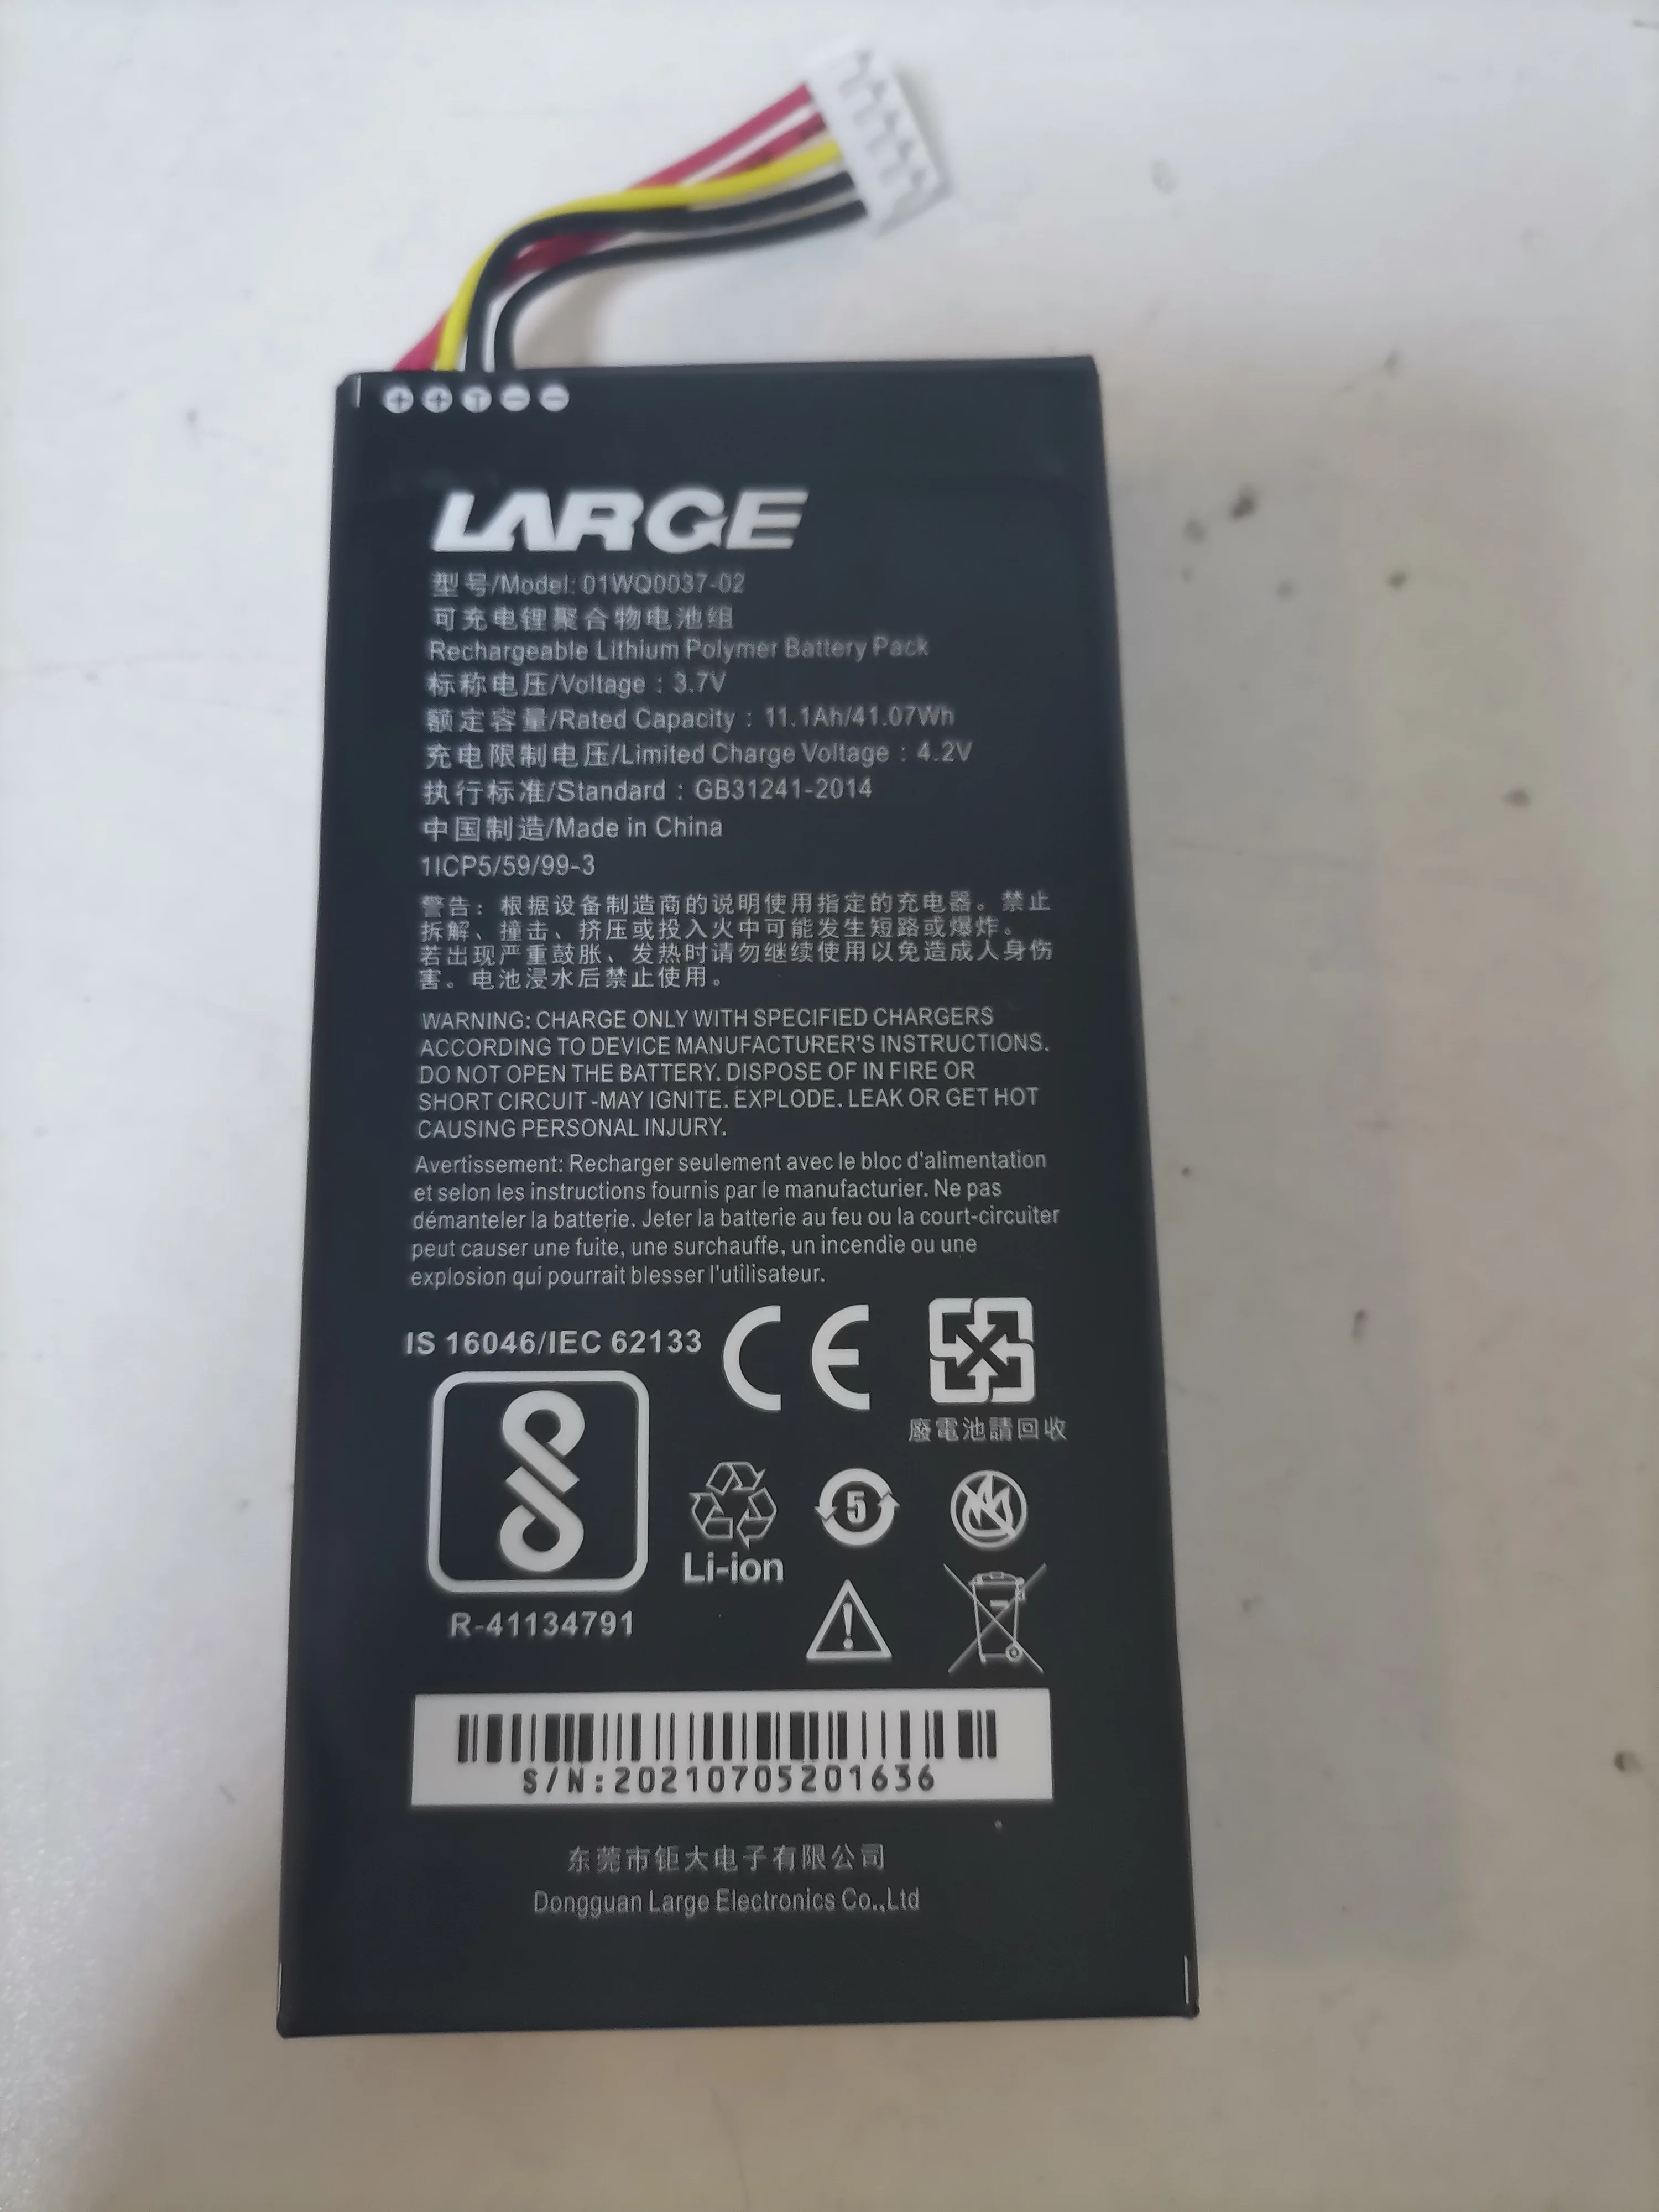 + + T − −
LARGE
型号/Model: 01WQ0037-02
可充电锂聚合物电池组
Rechargeable Lithium Polymer Battery Pack
标称电压/Voltage : 3.7V
额定容量/Rated Capacity : 11.1Ah/41.07Wh
充电限制电压/Limited Charge Voltage : 4.2V
执行标准/Standard : GB31241-2014
中国制造/Made in China
1ICP5/59/99-3
警告: 根据设备制造商的说明使用指定的充电器。禁止
拆解、撞击、挤压或投入火中可能发生短路或爆炸。
若出现严重鼓胀、发热时请勿继续使用以免造成人身伤
害。电池浸水后禁止使用。
WARNING: CHARGE ONLY WITH SPECIFIED CHARGERS
ACCORDING TO DEVICE MANUFACTURER'S INSTRUCTIONS.
DO NOT OPEN THE BATTERY. DISPOSE OF IN FIRE OR
SHORT CIRCUIT -MAY IGNITE. EXPLODE. LEAK OR GET HOT
CAUSING PERSONAL INJURY.
Avertissement: Recharger seulement avec le bloc d'alimentation
et selon les instructions fournis par le manufacturier. Ne pas
démanteler la batterie. Jeter la batterie au feu ou la court-circuiter
peut causer une fuite, une surchauffe, un incendie ou une
explosion qui pourrait blesser l'utilisateur.
IS 16046/IEC 62133
CE
廢電池請回收
5
Li-ion
R-41134791
S/N:20210705201636
东莞市钜大电子有限公司
Dongguan Large Electronics Co.,Ltd